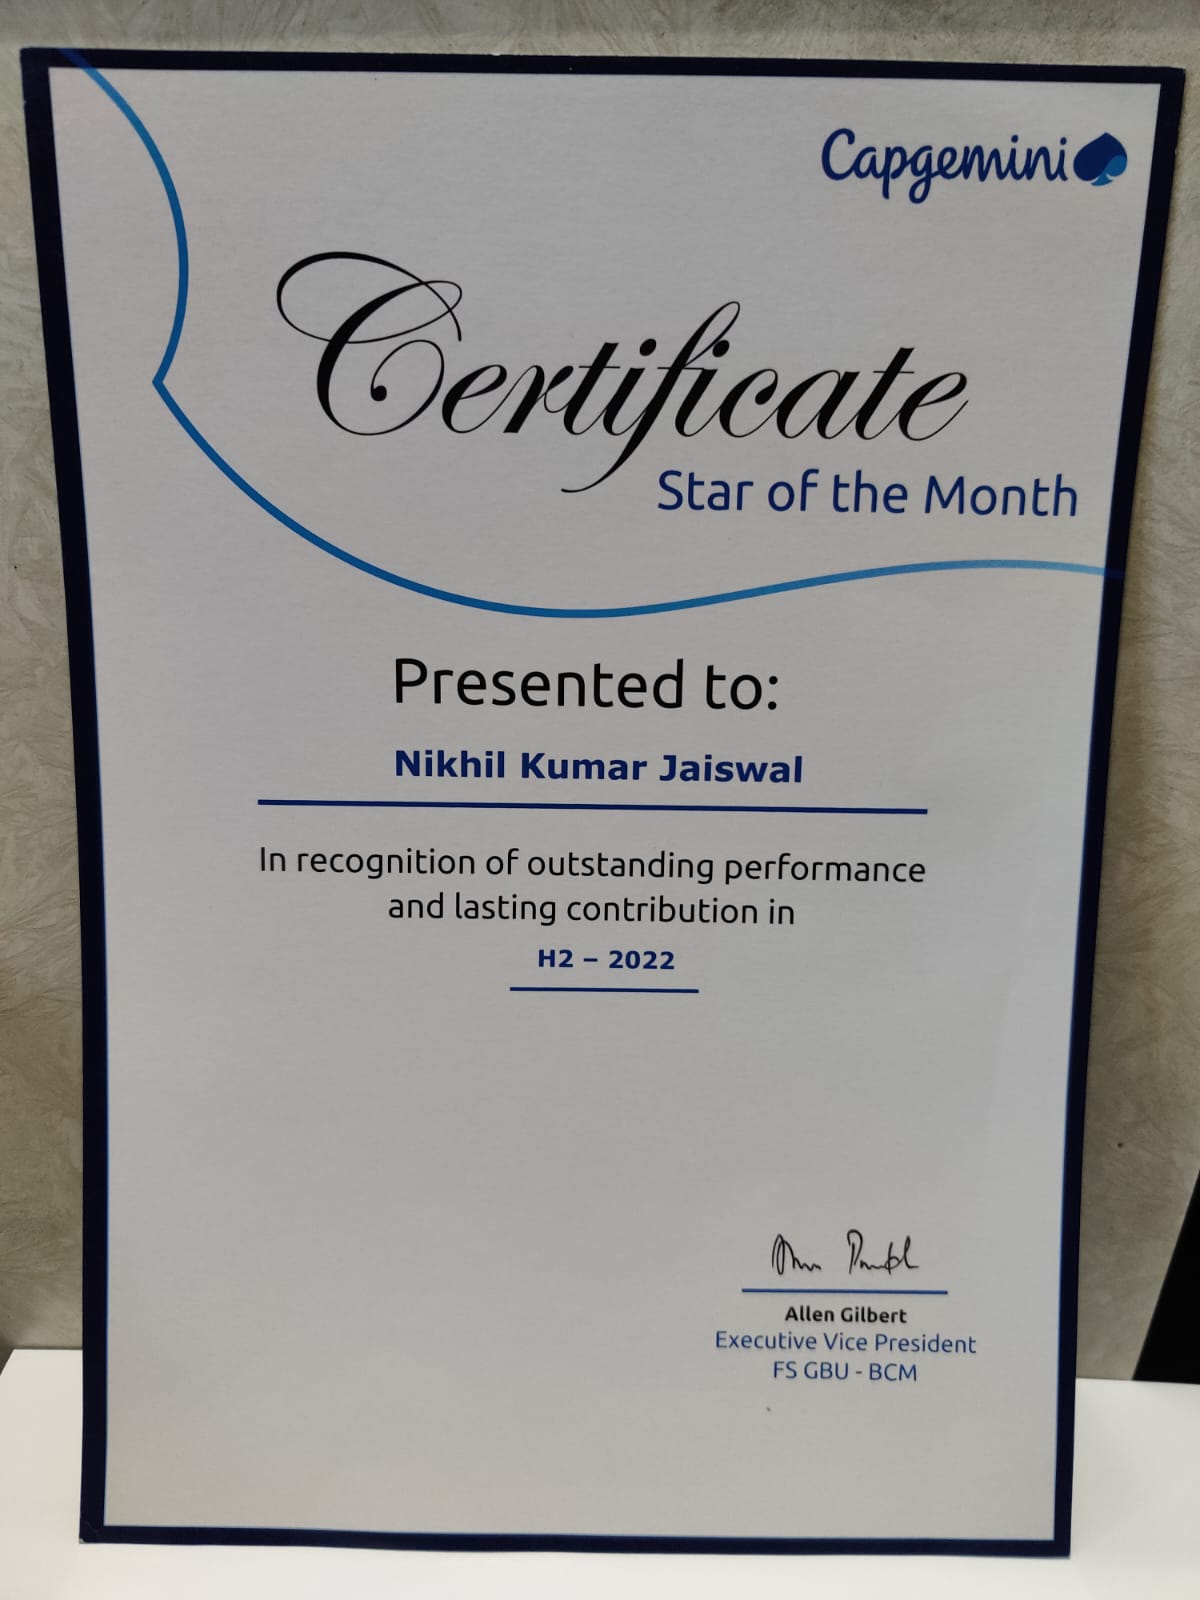 Capgemini
Certificate
Star of the Month
Presented to:
Nikhil Kumar Jaiswal
In recognition of outstanding performance
and lasting contribution in
H2 – 2022
Allen Gilbert
Executive Vice President
FS GBU - BCM